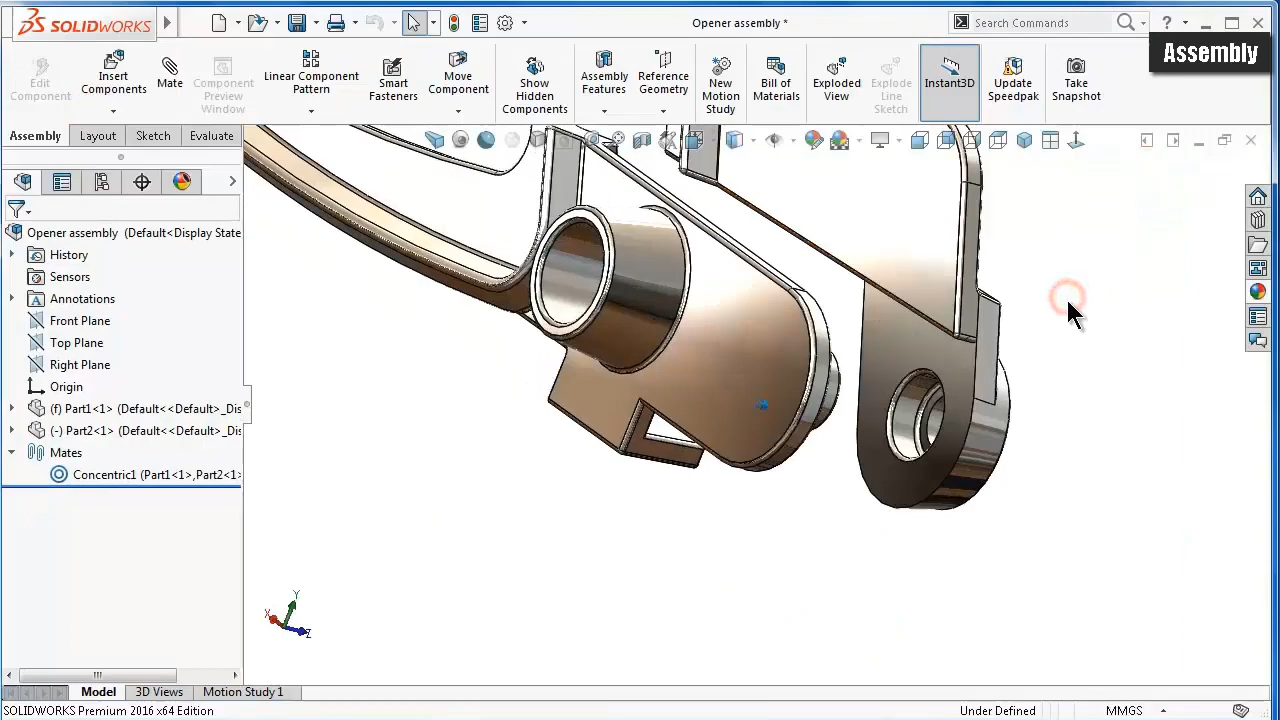 SOLIDWORKS
Opener assembly *
Search Commands
?
Assembly
Edit Component
Insert Components
Mate
Component Preview Window
Linear Component Pattern
Smart Fasteners
Move Component
Show Hidden Components
Assembly Features
Reference Geometry
New Motion Study
Bill of Materials
Exploded View
Explode Line Sketch
Instant3D
Update Speedpak
Take Snapshot
Assembly
Layout
Sketch
Evaluate
Opener assembly (Default<Display State
History
Sensors
A Annotations
Front Plane
Top Plane
Right Plane
Origin
(f) Part1<1> (Default<<Default>_Dis
(-) Part2<1> (Default<<Default>_Dis
Mates
Concentric1 (Part1<1>,Part2<1>
Y
X
Z
Model
3D Views
Motion Study 1
SOLIDWORKS Premium 2016 x64 Edition
Under Defined
MMGS